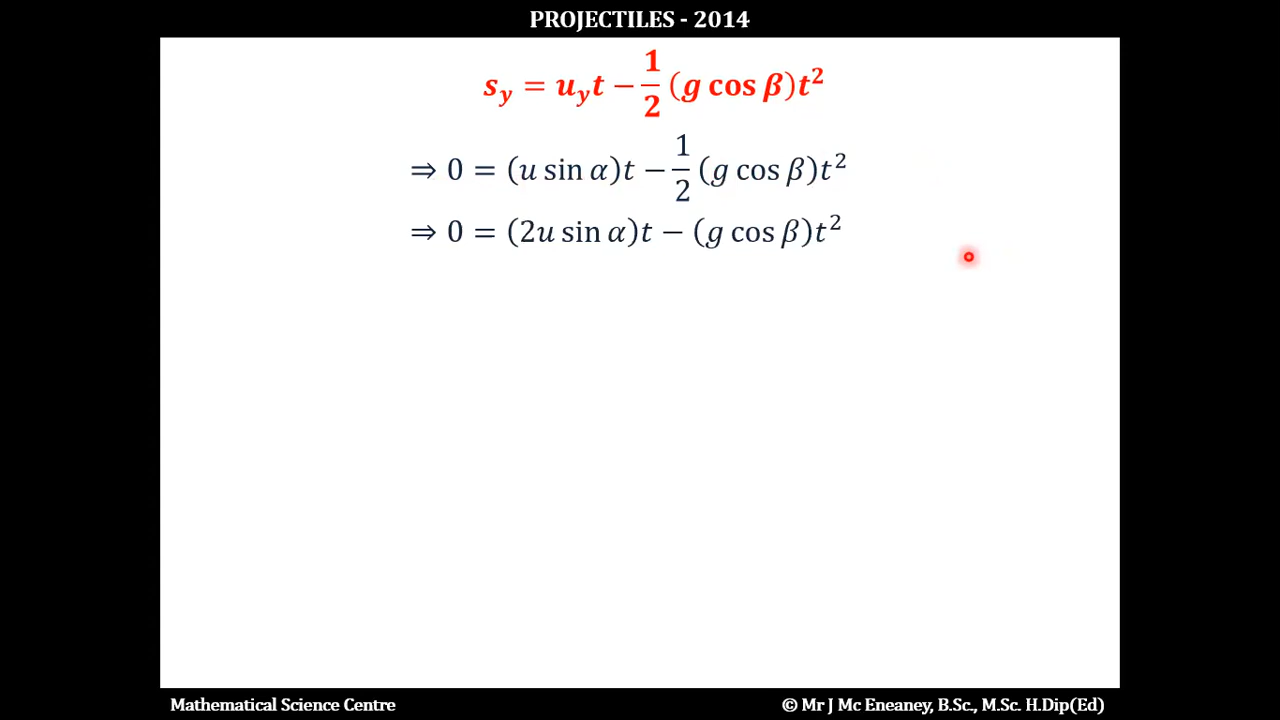 PROJECTILES - 2014
s_y = u_y t − 1/2 (g cos β)t²
⇒ 0 = (u sin α)t − 1/2 (g cos β)t²
⇒ 0 = (2u sin α)t − (g cos β)t²
Mathematical Science Centre
© Mr J Mc Eneaney, B.Sc., M.Sc. H.Dip(Ed)